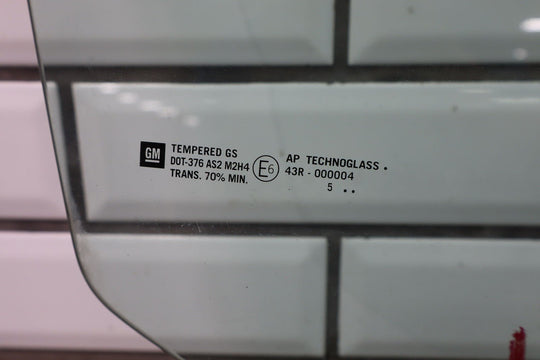 GM
TEMPERED GS
DOT-376 AS2 M2H4
TRANS. 70% MIN.
E6
AP TECHNOGLASS .
43R - 000004
5 ..